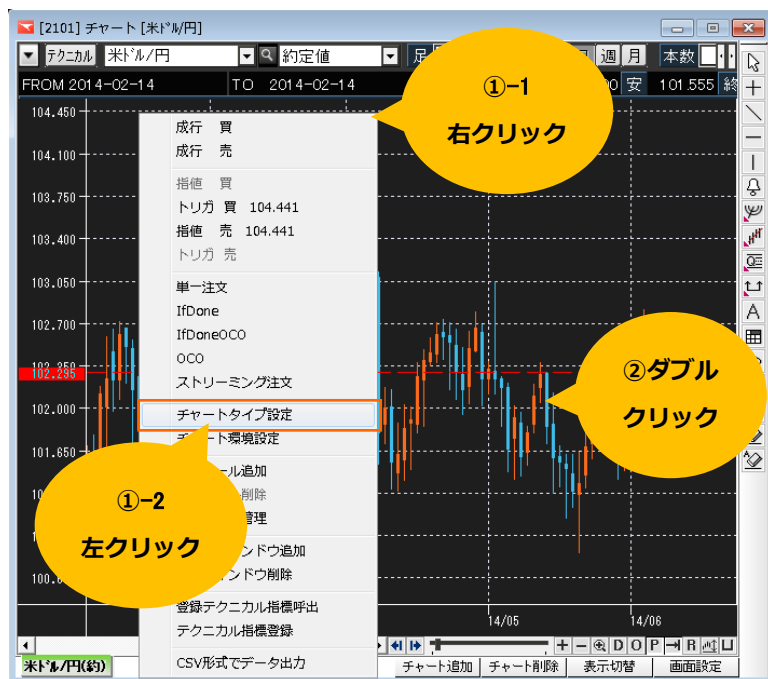 [2101] チャート [米ドル/円]
テクニカル 米ドル/円 約定値 足 週 月 本数
FROM 2014-02-14 TO 2014-02-14 安 101.555 終
104.450
104.100
103.750
103.400
103.050
102.700
102.295
102.000
101.650
①-1
右クリック
成行 買
成行 売
指値 買
トリガ 買 104.441
指値 売 104.441
トリガ 売
単一注文
IfDone
IfDoneOCO
OCO
ストリーミング注文
チャートタイプ設定
チャート環境設定
ール追加
削除
管理
ンドウ追加
ンドウ削除
登録テクニカル指標呼出
テクニカル指標登録
CSV形式でデータ出力
①-2
左クリック
②ダブル
クリック
14/05 14/06
D O P R
米ドル/円(約) チャート追加 チャート削除 表示切替 画面設定